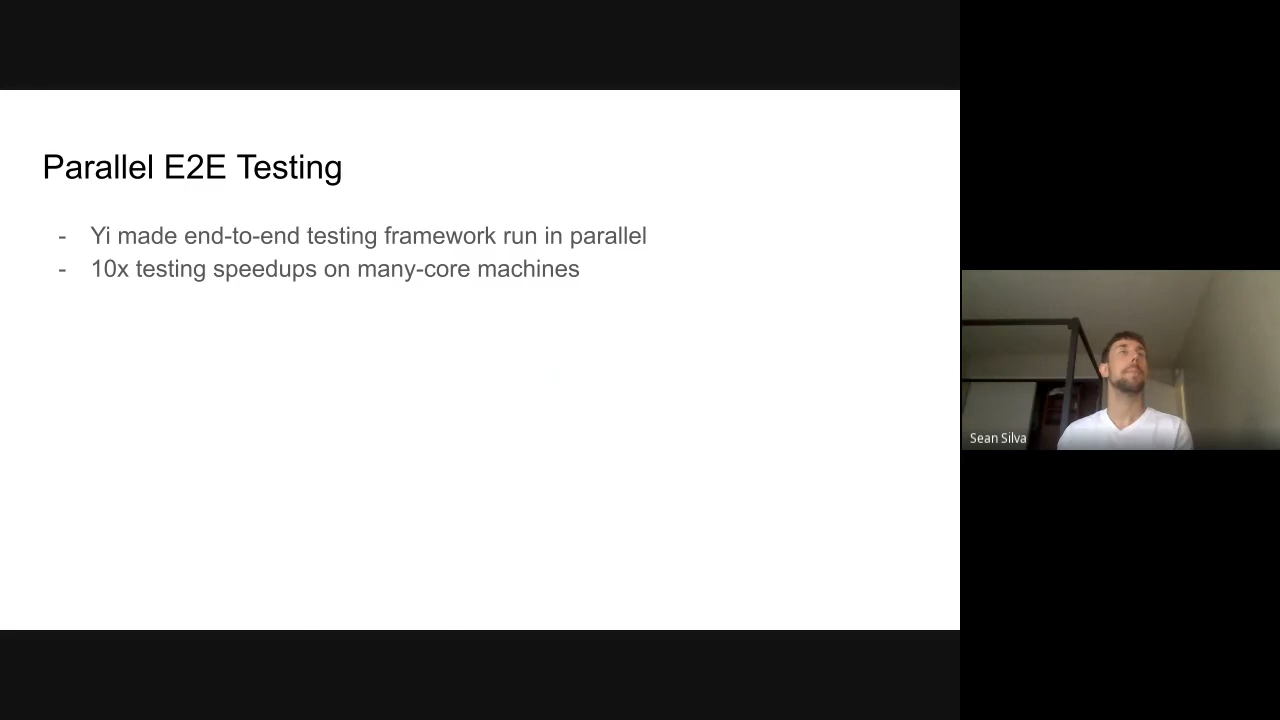 Parallel E2E Testing
- Yi made end-to-end testing framework run in parallel
- 10x testing speedups on many-core machines
Sean Silva